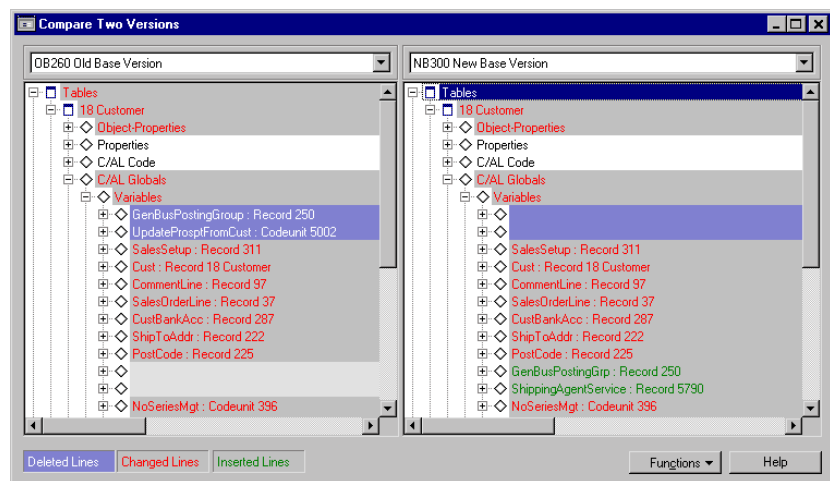 Compare Two Versions
OB260 Old Base Version
Tables
18 Customer
Object-Properties
Properties
C/AL Code
C/AL Globals
Variables
GenBusPostingGroup : Record 250
UpdateProsptFromCust : Codeunit 5002
SalesSetup : Record 311
Cust : Record 18 Customer
CommentLine : Record 97
SalesOrderLine : Record 37
CustBankAcc : Record 287
ShipToAddr : Record 222
PostCode : Record 225
NoSeriesMgt : Codeunit 396
NB300 New Base Version
Tables
18 Customer
Object-Properties
Properties
C/AL Code
C/AL Globals
Variables
SalesSetup : Record 311
Cust : Record 18 Customer
CommentLine : Record 97
SalesOrderLine : Record 37
CustBankAcc : Record 287
ShipToAddr : Record 222
PostCode : Record 225
GenBusPostingGrp : Record 250
ShippingAgentService : Record 5790
NoSeriesMgt : Codeunit 396
Deleted Lines Changed Lines Inserted Lines
Functions Help